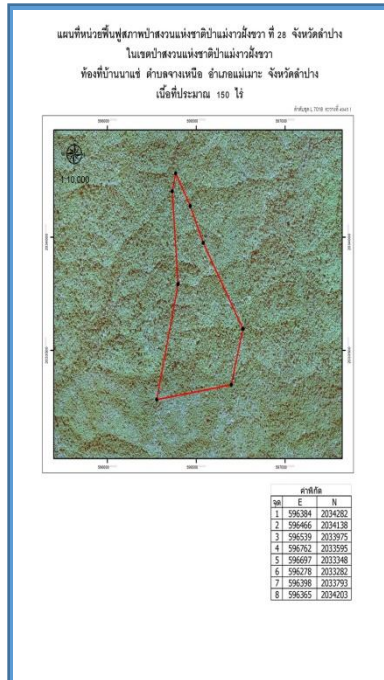 แผนที่หน่วยฟื้นฟูสภาพป่าสงวนแห่งชาติป่าแม่งาวฝั่งขวา ที่ 28 จังหวัดลำปาง
ในเขตป่าสงวนแห่งชาติป่าแม่งาวฝั่งขวา
ท้องที่บ้านนาแช่ ตำบลจางเหนือ อำเภอแม่เมาะ จังหวัดลำปาง
เนื้อที่ประมาณ 150 ไร่
1:10,000
ค่าพิกัด
จุด E N
1 596384 2034282
2 596466 2034138
3 596539 2033975
4 596762 2033595
5 596697 2033348
6 596278 2033282
7 596398 2033793
8 596365 2034203